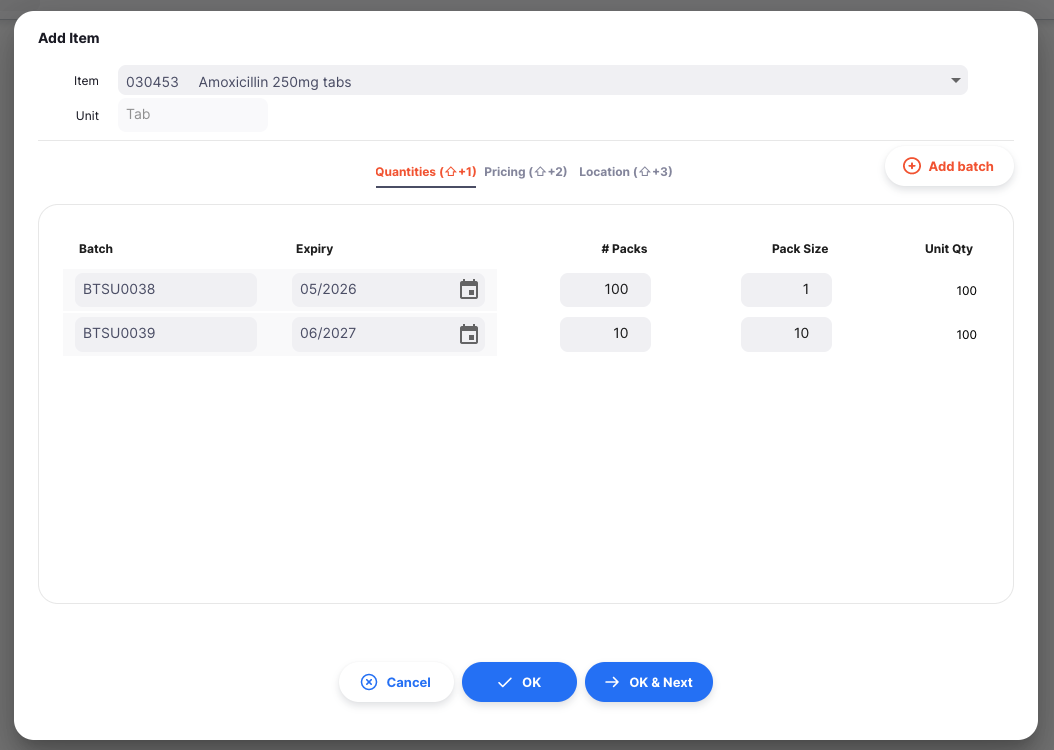 Add Item
Item 030453 Amoxicillin 250mg tabs
Unit Tab
Quantities (⇧+1) Pricing (⇧+2) Location (⇧+3) Add batch
Batch Expiry # Packs Pack Size Unit Qty
BTSU0038 05/2026 100 1 100
BTSU0039 06/2027 10 10 100
Cancel OK OK & Next